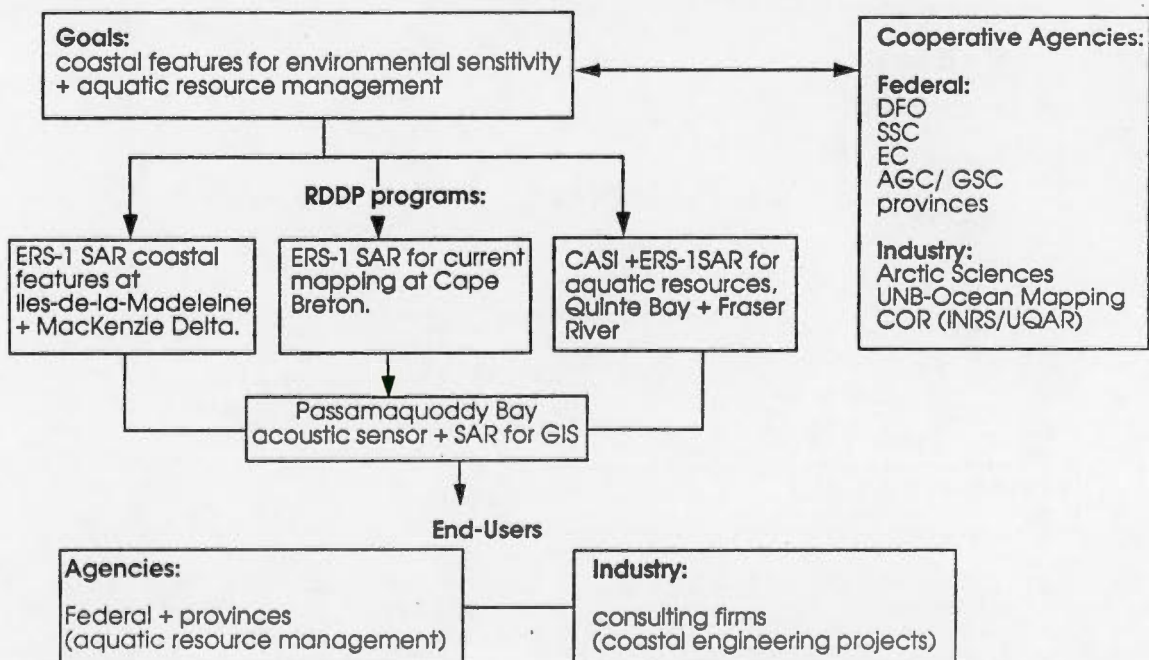 Goals:
coastal features for environmental sensitivity
+ aquatic resource management
Cooperative Agencies:
Federal:
DFO
SSC
EC
AGC/ GSC
provinces
Industry:
Arctic Sciences
UNB-Ocean Mapping
COR (INRS/UQAR)
RDDP programs:
ERS-1 SAR coastal
features at
Iles-de-la-Madeleine
+ MacKenzie Delta.
ERS-1 SAR for current
mapping at Cape
Breton.
CASI +ERS-1SAR for
aquatic resources,
Quinte Bay + Fraser
River
Passamaquoddy Bay
acoustic sensor + SAR for GIS
End-Users
Agencies:
Federal + provinces
(aquatic resource management)
Industry:
consulting firms
(coastal engineering projects)